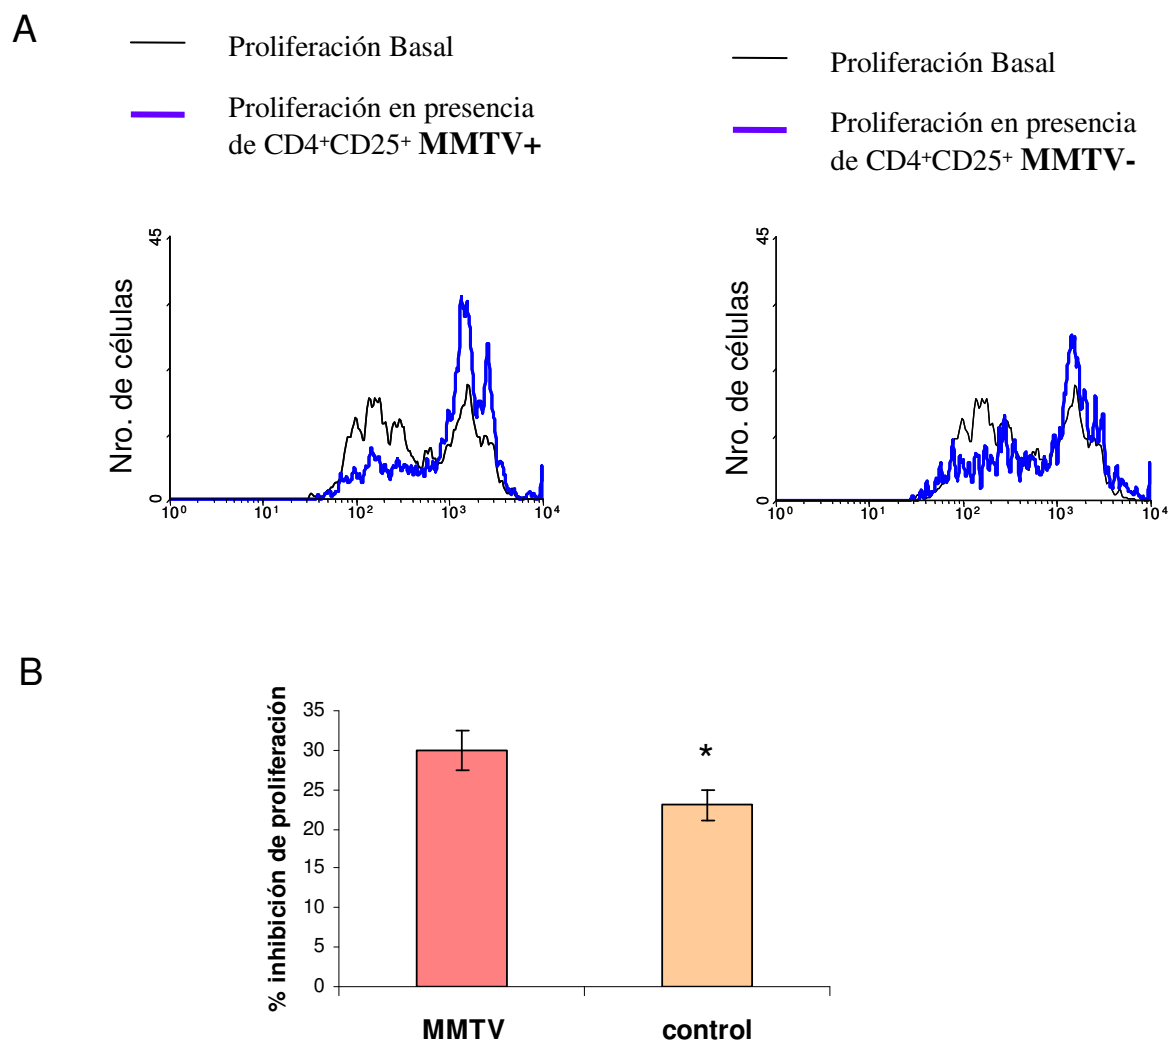 A
Proliferación Basal
Proliferación en presencia
de CD4⁺CD25⁺ MMTV+
Proliferación Basal
Proliferación en presencia
de CD4⁺CD25⁺ MMTV-
Nro. de células
45
0
10⁰ 10¹ 10² 10³ 10⁴
Nro. de células
45
0
10⁰ 10¹ 10² 10³ 10⁴
B
% inhibición de proliferación
35
30
25
20
15
10
5
0
*
MMTV control